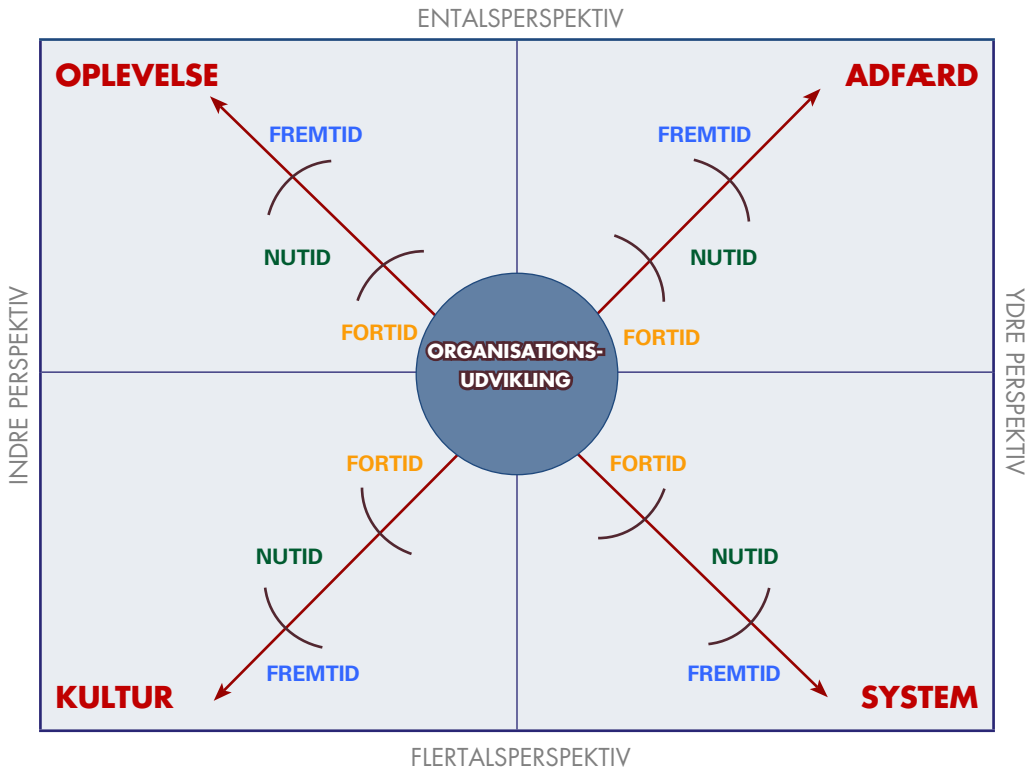 ENTALSPERSPEKTIV
OPLEVELSE
ADFÆRD
FREMTID
FREMTID
NUTID
NUTID
FORTID
FORTID
INDRE PERSPEKTIV
YDRE PERSPEKTIV
ORGANISATIONS-
UDVIKLING
FORTID
FORTID
NUTID
NUTID
FREMTID
FREMTID
KULTUR
SYSTEM
FLERTALSPERSPEKTIV